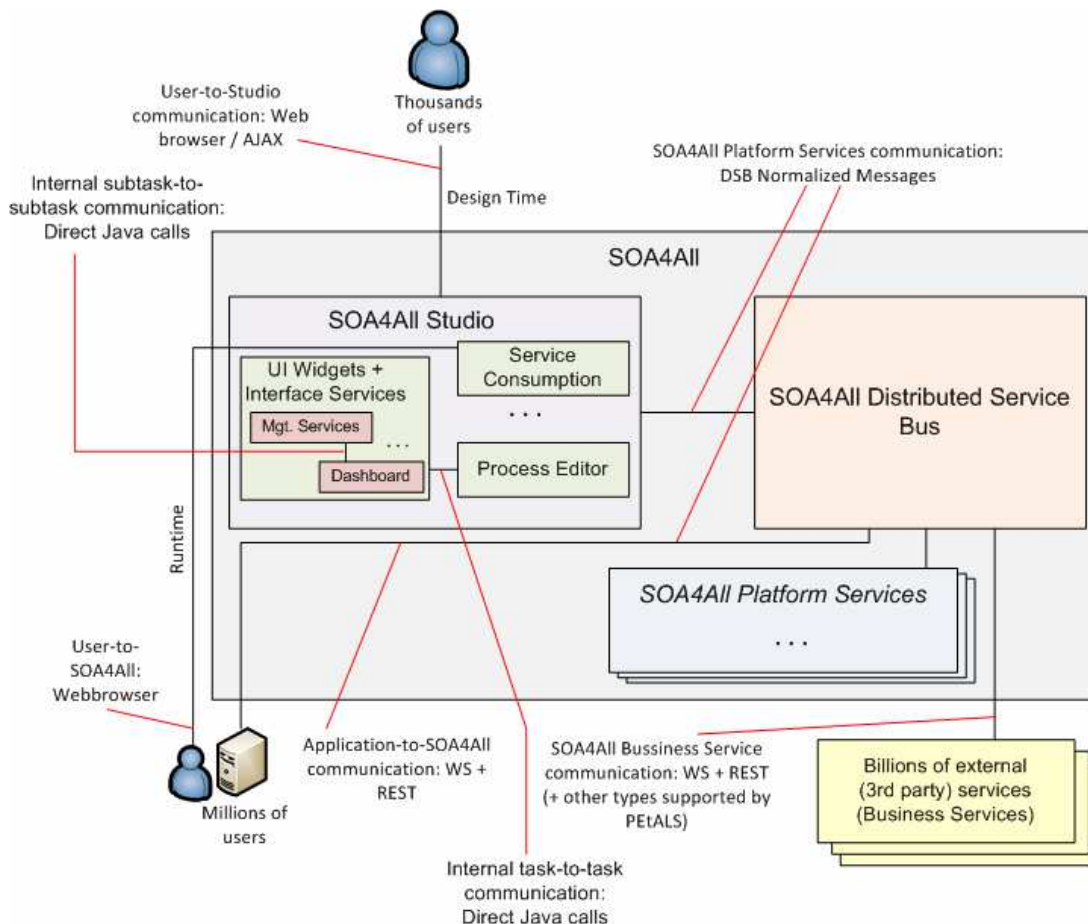 Thousands
of users
User-to-Studio
communication: Web
browser / AJAX
SOA4All Platform Services communication:
DSB Normalized Messages
Internal subtask-to-
subtask communication:
Direct Java calls
Design Time
SOA4All
SOA4All Studio
UI Widgets +
Interface Services
Mgt. Services
...
Dashboard
Service
Consumption
...
Process Editor
SOA4All Distributed Service
Bus
Runtime
SOA4All Platform Services
...
User-to-
SOA4All:
Webbrowser
Millions of
users
Application-to-SOA4All
communication: WS +
REST
SOA4All Bussiness Service
communication: WS + REST
(+ other types supported by
PEtALS)
Billions of external
(3rd party) services
(Business Services)
Internal task-to-task
communication:
Direct Java calls